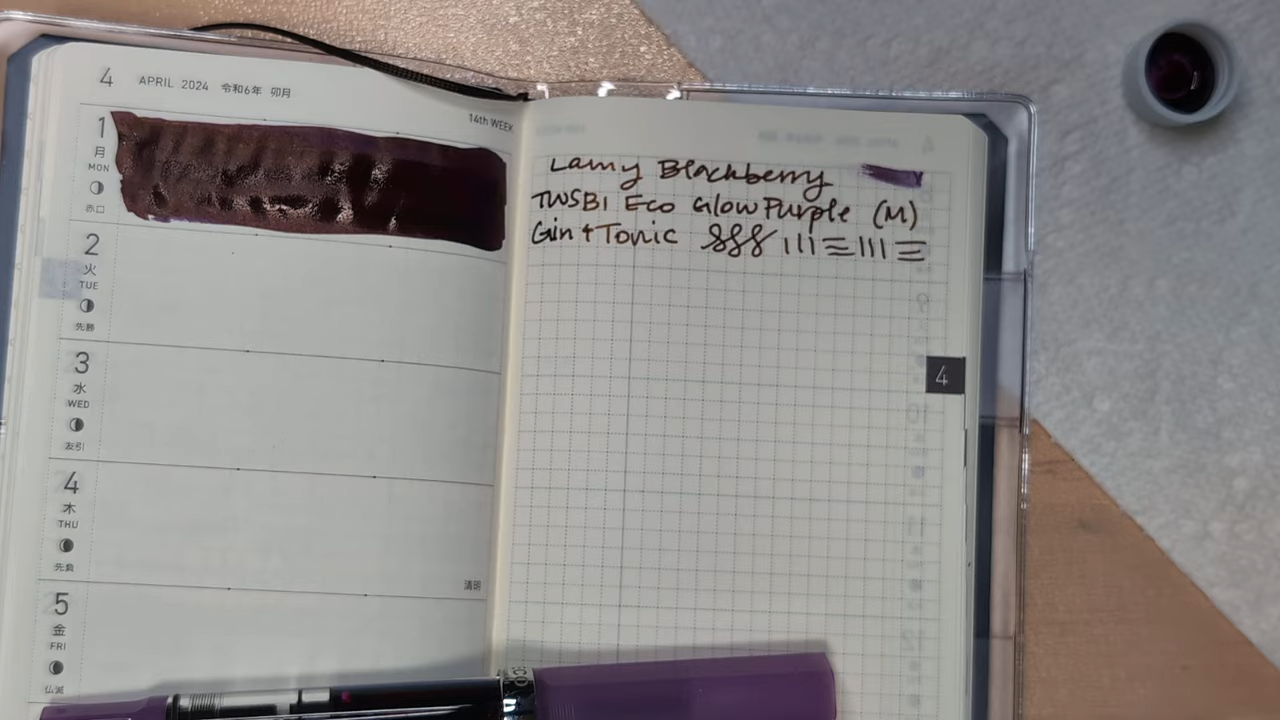 4 APRIL 2024 令和6年 卯月
14th WEEK
1
月
MON
赤口
2
火
TUE
先勝
3
水
WED
友引
4
木
THU
先負
清明
5
金
FRI
仏滅
Lamy Blackberry
TWSBI Eco Glow Purple (M)
Gin + Tonic
4
ECO